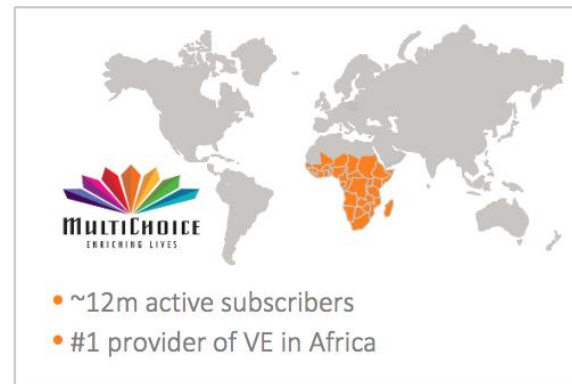 MULTICHOICE
ENRICHING LIVES
• ~12m active subscribers
• #1 provider of VE in Africa